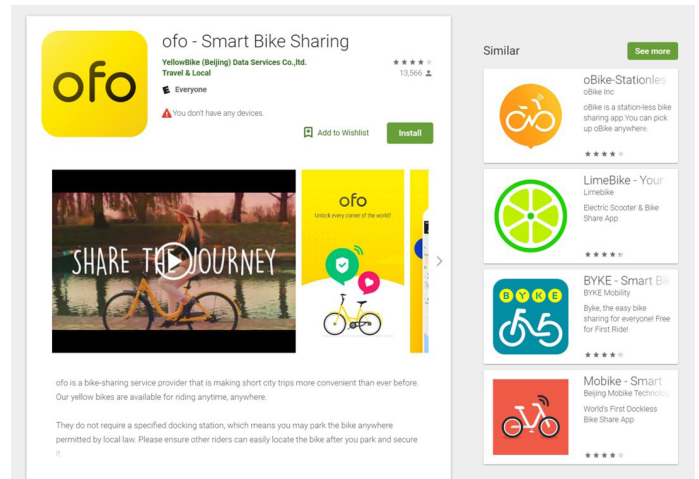 ofo
ofo - Smart Bike Sharing
YellowBike (Beijing) Data Services Co.,ltd.
Travel & Local
13,566
Everyone
You don't have any devices.
Add to Wishlist
Install
SHARE THE JOURNEY
ofo
Unlock every corner of the world!
ofo is a bike-sharing service provider that is making short city trips more convenient than ever before.
Our yellow bikes are available for riding anytime, anywhere.
They do not require a specified docking station, which means you may park the bike anywhere
permitted by local law. Please ensure other riders can easily locate the bike after you park and secure
it.
Similar
See more
oBike-Stationles
oBike Inc
oBike is a station-less bike
sharing app.You can pick
up oBike anywhere.
LimeBike - Your
Limebike
Electric Scooter & Bike
Share App
BYKE
BYKE - Smart Bi
BYKE Mobility
Byke, the easy bike
sharing for everyone! Free
for First Ride!
Mobike - Smart
Beijing Mobike Technolog
World's First Dockless
Bike Share App